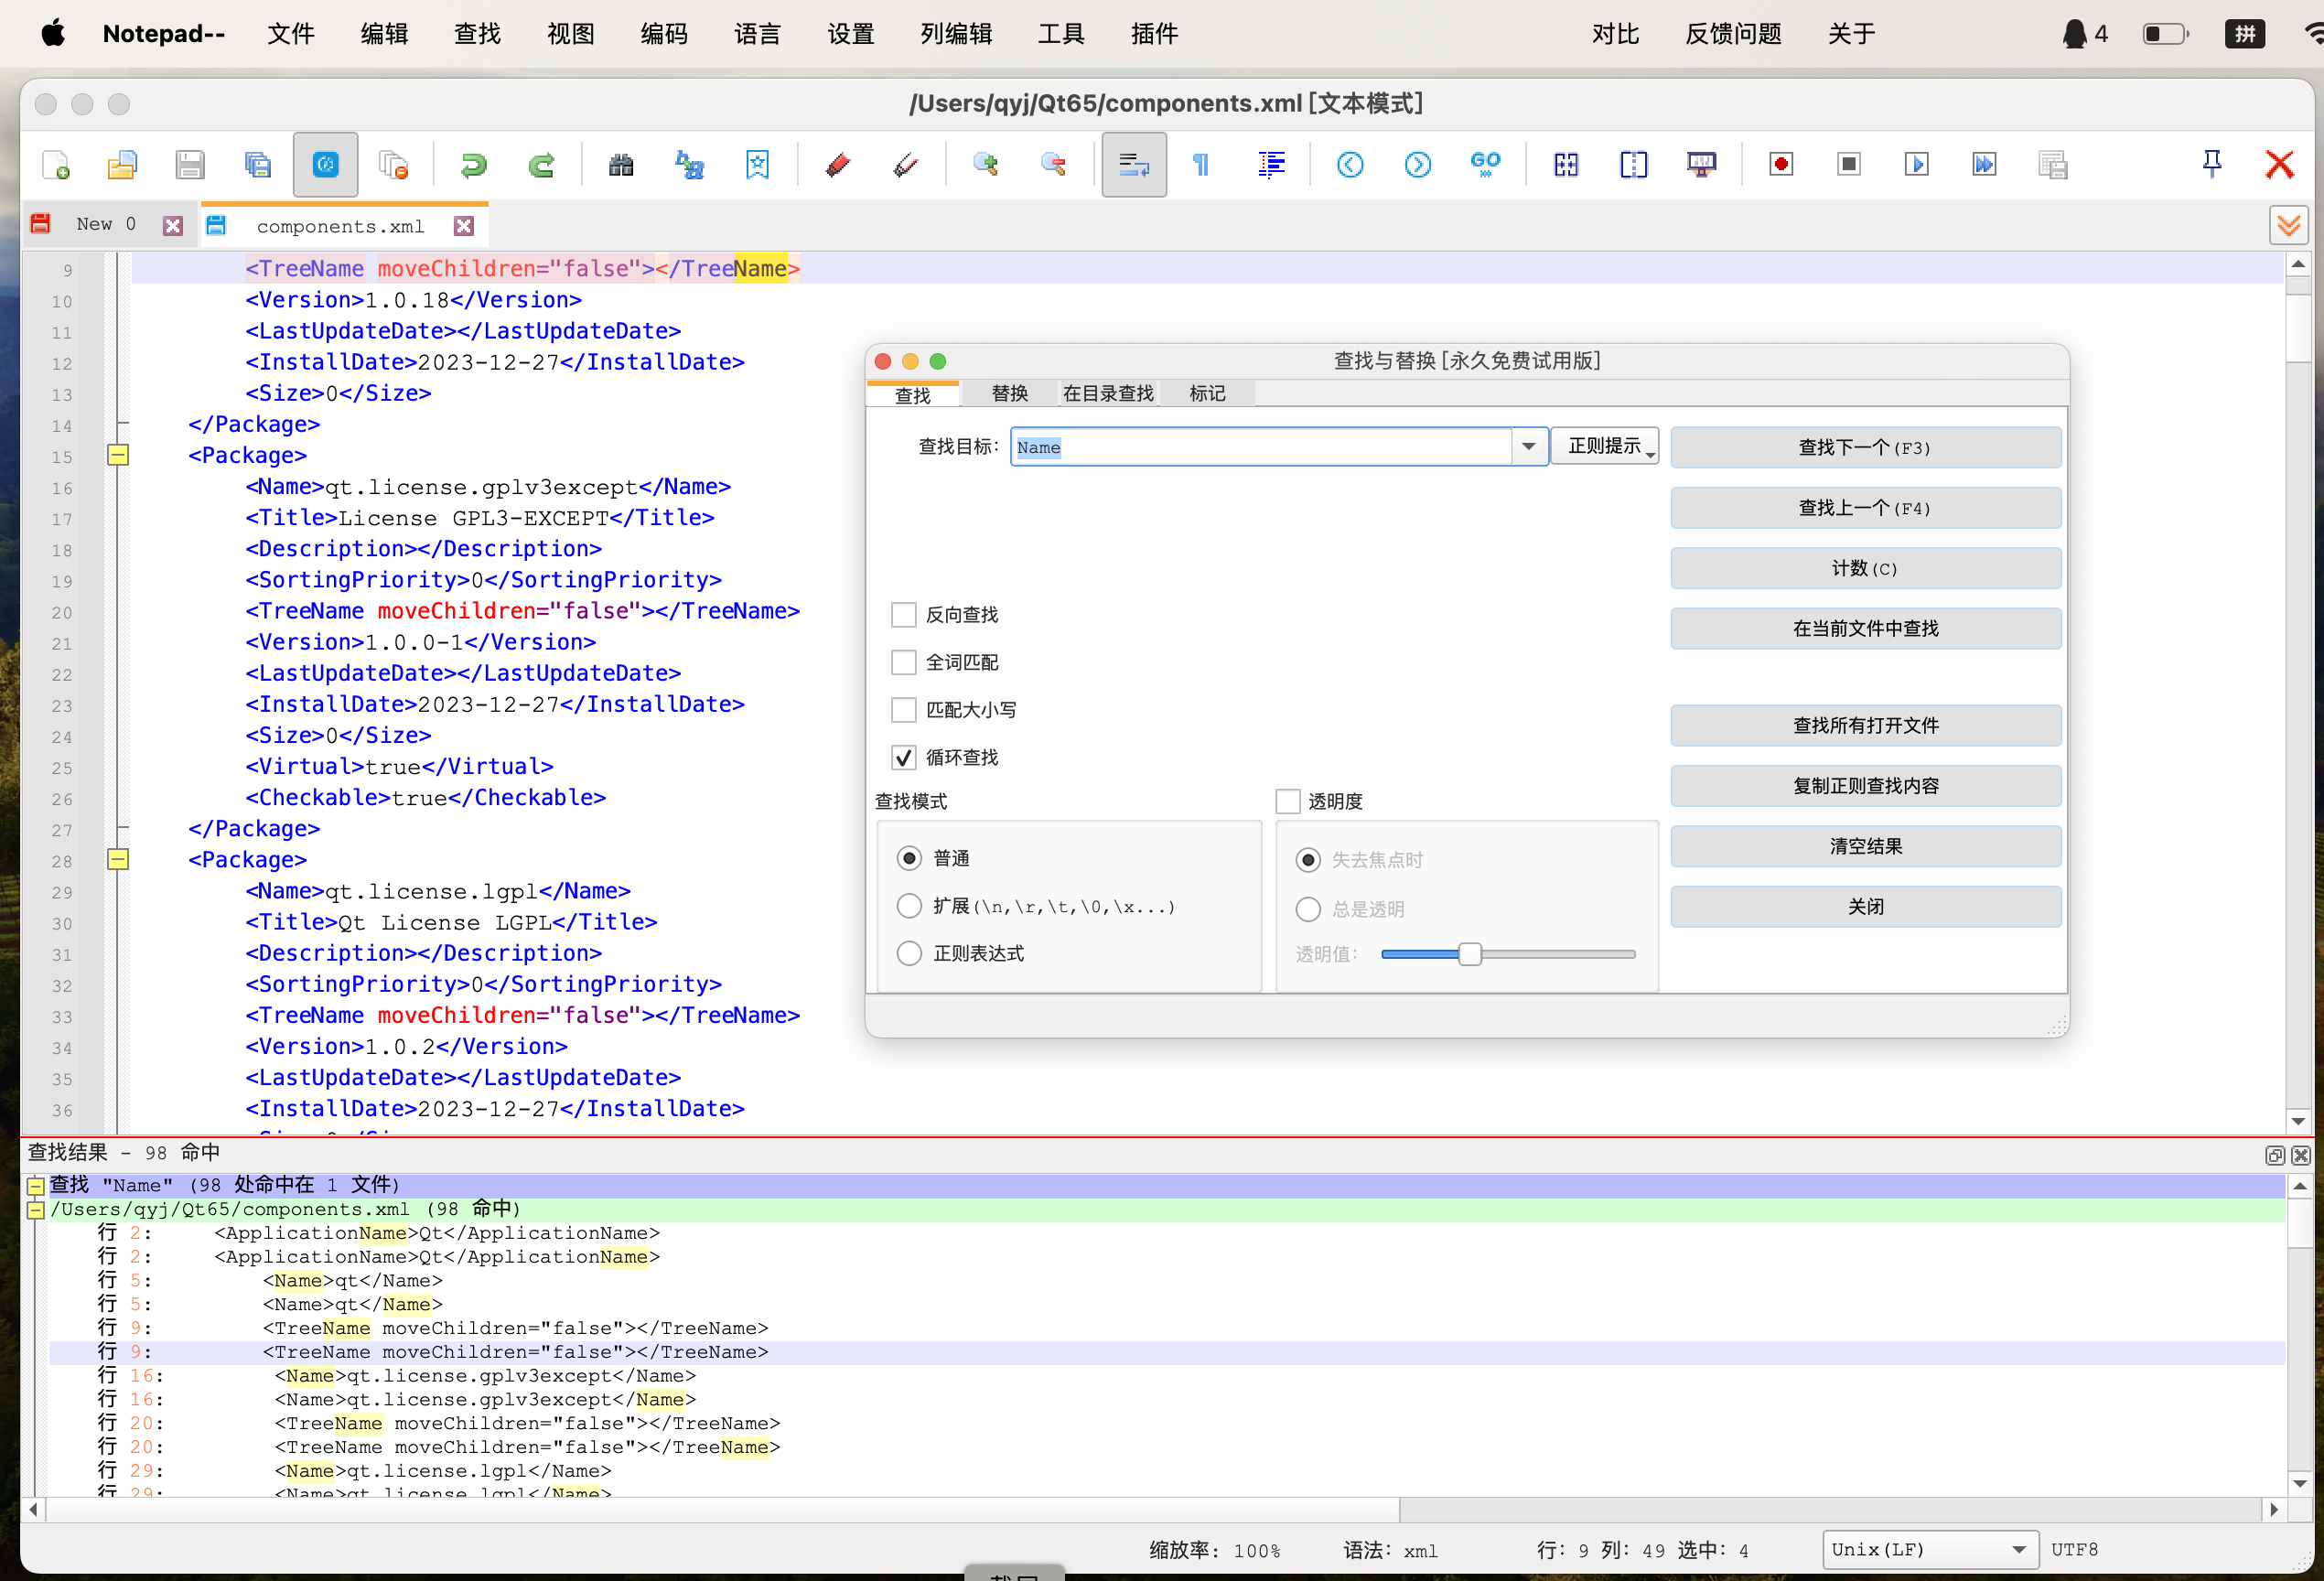 Notepad-- 文件 编辑 查找 视图 编码 语言 设置 列编辑 工具 插件 对比 反馈问题 关于 4 拼
/Users/qyj/Qt65/components.xml [文本模式]
GO
New 0 components.xml
9 <TreeName moveChildren="false"></TreeName>
10 <Version>1.0.18</Version>
11 <LastUpdateDate></LastUpdateDate>
12 <InstallDate>2023-12-27</InstallDate>
13 <Size>0</Size>
14 </Package>
15 <Package>
16 <Name>qt.license.gplv3except</Name>
17 <Title>License GPL3-EXCEPT</Title>
18 <Description></Description>
19 <SortingPriority>0</SortingPriority>
20 <TreeName moveChildren="false"></TreeName>
21 <Version>1.0.0-1</Version>
22 <LastUpdateDate></LastUpdateDate>
23 <InstallDate>2023-12-27</InstallDate>
24 <Size>0</Size>
25 <Virtual>true</Virtual>
26 <Checkable>true</Checkable>
27 </Package>
28 <Package>
29 <Name>qt.license.lgpl</Name>
30 <Title>Qt License LGPL</Title>
31 <Description></Description>
32 <SortingPriority>0</SortingPriority>
33 <TreeName moveChildren="false"></TreeName>
34 <Version>1.0.2</Version>
35 <LastUpdateDate></LastUpdateDate>
36 <InstallDate>2023-12-27</InstallDate>
查找与替换 [永久免费试用版]
查找 替换 在目录查找 标记
查找目标: Name 正则提示 查找下一个(F3)
查找上一个(F4)
计数(C)
在当前文件中查找
反向查找
全词匹配
匹配大小写
循环查找
查找所有打开文件
复制正则查找内容
清空结果
关闭
查找模式
普通
扩展(\n,\r,\t,\0,\x...)
正则表达式
透明度
失去焦点时
总是透明
透明值:
查找结果 - 98 命中
查找 "Name" (98 处命中在 1 文件)
/Users/qyj/Qt65/components.xml (98 命中)
行 2: <ApplicationName>Qt</ApplicationName>
行 2: <ApplicationName>Qt</ApplicationName>
行 5: <Name>qt</Name>
行 5: <Name>qt</Name>
行 9: <TreeName moveChildren="false"></TreeName>
行 9: <TreeName moveChildren="false"></TreeName>
行 16: <Name>qt.license.gplv3except</Name>
行 16: <Name>qt.license.gplv3except</Name>
行 20: <TreeName moveChildren="false"></TreeName>
行 20: <TreeName moveChildren="false"></TreeName>
行 29: <Name>qt.license.lgpl</Name>
行 29: <Name>qt.license.lgpl</Name>
缩放率: 100% 语法: xml 行: 9 列: 49 选中: 4 Unix(LF) UTF8